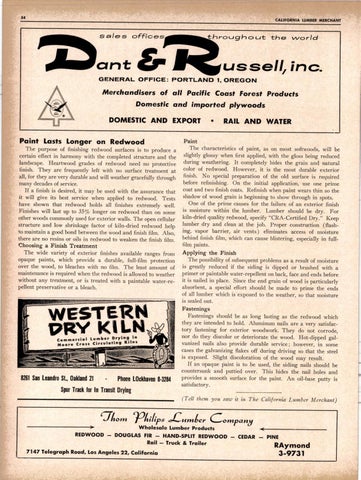 84
CALIFORNIA LUMBER MERCHANT
sales offices throughout the world
Dant & Russell, inc.
GENERAL OFFICE: PORTLAND 1, OREGON
Merchandisers of all Pacific Coast Forest Products
Domestic and imported plywoods
DOMESTIC AND EXPORT • RAIL AND WATER
Paint Lasts Longer on Redwood
The purpose of finishing redwood surfaces is to produce a
certain effect in harmony with the completed structure and the
landscape. Heartwood grades of redwood need no protective
finish. They are frequently left with no surface treatment at
all, for they are very durable and will weather gracefully through
many decades of service.
If a finish is desired, it may be used with the assurance that
it will give its best service when applied to redwood. Tests
have shown that redwood holds all finishes extremely well.
Finishes will last up to 35% longer on redwood than on some
other woods commonly used for exterior walls. The open cellular
structure and low shrinkage factor of kiln-dried redwood help
to maintain a good bond between the wood and finish film. Also,
there are no rosins or oils in redwood to weaken the finish film.
Choosing a Finish Treatment
The wide variety of exterior finishes available ranges from
opaque paints, which provide a durable, full-film protection
over the wood, to bleaches with no film. The least amount of
maintenance is required when the redwood is allowed to weather
without any treatment, or is treated with a paintable water-re-
pellent preservative or a bleach.
WESTERN
DRY KILN
Commercial Lumber Drying in
Moore Cross Circulating Kilns
8261 San Leandro St., Oakland 21 - Phone LOckhaven 8-3284
Spur Track for In Transit Drying
Paint
The characteristics of paint, as on most softwoods, will be
slightly glossy when first applied, with the gloss being reduced
during weathering. It completely hides the grain and natural
color of redwood. However, it is the most durable exterior
finish. No special preparation of the old surface is required
before refinishing. On the initial application, use one prime
coat and two finish coats. Refinish when paint wears thin so the
shadow of wood grain is beginning to show through in spots.
One of the prime causes for the failure of an exterior finish
is moisture within the lumber. Lumber should be dry. For
kiln-dried quality redwood, specify "CRA-Certified Dry." Keep
lumber dry and clean at the job. Proper construction (flash-
ing, vapor barrier, air vents) eliminates access of moisture
behind finish film, which can cause blistering, especially in full-
film paints.
Applying the Finish
The possibility of subsequent problems as a result of moisture
is greatly reduced if the siding is dipped or brushed with a
primer or paintable water-repellent on back, face and ends before
it is nailed in place. Since the end grain of wood is particularly
absorbent, a special effort should be made to prime the ends
of all lumber which is exposed to the weather, so that moisture
is sealed out.
Fastenings
Fastenings should be as long lasting as the redwood which
they are intended to hold. Aluminum nails are a very satisfac-
tory fastening for exterior woodwork. They do not corrode,
nor do they discolor or deteriorate the wood. Hot-dipped gal-
vanized nails also provide durable service; however, in some
cases the galvanizing flakes off during driving so that the steel
is exposed. Slight discoloration of the wood may result.
If an opaque paint is to be used, the siding nails should be
countersunk and puttied over. This hides the nail holes and
provides a smooth surface for the paint. An oil-base putty is
satisfactory.
(Tell them you saw it in The California Lumber Merchant)
Thom Philips Lumber Company
Wholesale Lumber Products
REDWOOD — DOUGLAS FIR — HAND-SPLIT REDWOOD — CEDAR — PINE
Rail — Truck & Trailer
7147 Telegraph Road, Los Angeles 22, California
RAymond
3-9731